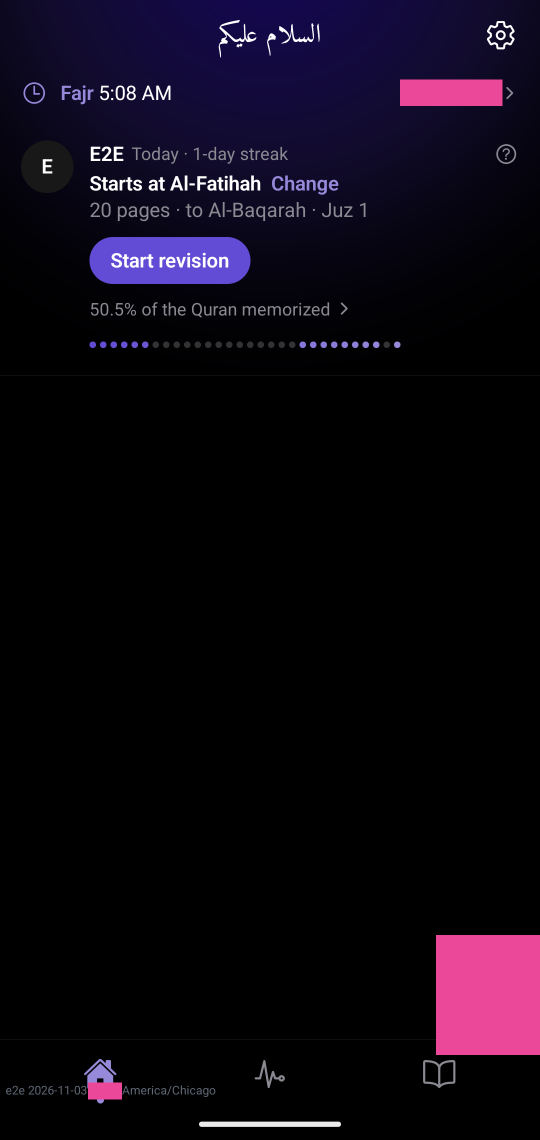 السلام عليكم
Fajr 5:08 AM
E
E2E Today · 1-day streak
?
Starts at Al-Fatihah Change
20 pages · to Al-Baqarah · Juz 1
Start revision
50.5% of the Quran memorized
e2e 2026-11-03 America/Chicago